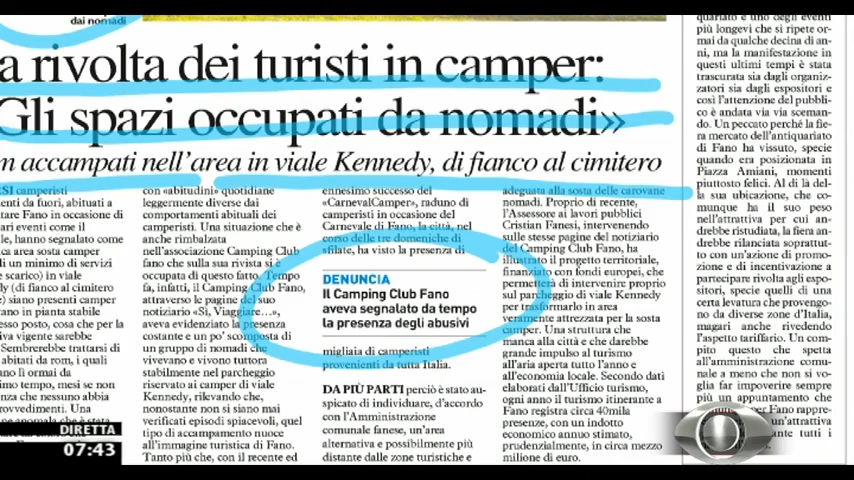 dai nomadi
a rivolta dei turisti in camper:
Gli spazi occupati da nomadi»
accampati nell'area in viale Kennedy, di fianco al cimitero
camperisti
enti da fuori, abituati a
tare Fano in occasione di
ari eventi come il
le, hanno segnalato come
ica area sosta camper
di un minimo di servizi
e scarico) in viale
y (di fianco al cimitero
e) siano presenti camper
ano in pianta stabile
esso posto, cosa che per la
iva vigente sarebbe
Sembrerebbe trattarsi di
abitati da rom, i quali
no lì ormai da
imo tempo, mesi se non
enza che nessuno abbia
rovvedimenti. Una
con «abitudini» quotidiane
leggermente diverse dai
comportamenti abituali dei
camperisti. Una situazione che si
è anche rimbalzata
nell'associazione Camping Club
fano che sulla sua rivista si è
occupata di questo fatto. Tempo
fa, infatti, il Camping Club Fano,
attraverso le pagine del suo
notiziario «Sì, Viaggiare…»,
aveva evidenziato la presenza
costante e un po' scomposta di
un gruppo di nomadi che
vivevano e vivono tuttora
stabilmente nel parcheggio
riservato ai camper di viale
Kennedy, rilevando che,
nonostante non si siano mai
verificati episodi spiacevoli, quel
tipo di accampamento nuoce
all'immagine turistica di Fano.
Tanto più che, con il recente ed
ennesimo successo del
«CarnevalCamper», raduno di
camperisti in occasione del
Carnevale di Fano, la città, nel
corso delle tre domeniche di
sfilate, ha visto la presenza di
DENUNCIA
Il Camping Club Fano
aveva segnalato da tempo
la presenza degli abusivi
migliaia di camperisti
provenienti da tutta Italia.
DA PIÙ PARTI perciò è stato au-
spicato di individuare, d'accordo
con l'Amministrazione
comunale fanese, un'area
alternativa e possibilmente più
distante dalle zone turistiche e
adeguata alla sosta delle carovane
nomadi. Proprio di recente,
l'Assessore ai lavori pubblici
Cristian Fanesi, intervenendo
sulle stesse pagine del notiziario
del Camping Club Fano, ha
illustrato il progetto territoriale,
finanziato con fondi europei, che
permetterà di intervenire proprio
sul parcheggio di viale Kennedy
per trasformarlo in area
veramente attrezzata per la sosta
camper. Una struttura che
manca alla città e che darebbe
grande impulso al turismo
all'aria aperta tutto l'anno e
all'economia locale. Secondo dati
elaborati dall'Ufficio turismo,
ogni anno il turismo itinerante a
Fano registra circa 40mila
presenze, con un indotto
economico annuo stimato,
prudenzialmente, in circa mezzo
milione di euro.
quariato è uno degli eventi
più longevi che si ripete or-
mai da qualche decina di an-
ni, ma la manifestazione in
questi ultimi tempi è stata
trascurata sia dagli organiz-
zatori sia dagli espositori e
così l'attenzione del pubbli-
co è andata via via sceman-
do. Un peccato perché la fie-
ra mercato dell'antiquariato
di Fano ha vissuto, specie
quando era posizionata in
Piazza Amiani, momenti
piuttosto felici. Al di là del-
la sua ubicazione, che co-
munque ha il suo peso
nell'attrattiva per cui an-
drebbe ristudiata, la fiera an-
drebbe rilanciata soprattut-
to con un'azione di promo-
zione e di incentivazione a
partecipare rivolta agli espo-
sitori, specie quelli di una
certa levatura che provengo-
no da diverse zone d'Italia,
magari anche rivedendo
l'aspetto tariffario. Un com-
pito questo che spetta
all'amministrazione comu-
nale a meno che non si vo-
glia far impoverire sempre
più un appuntamento che
per Fano rappre-
un'attrattiva
tante tutti i
DIRETTA
07:43